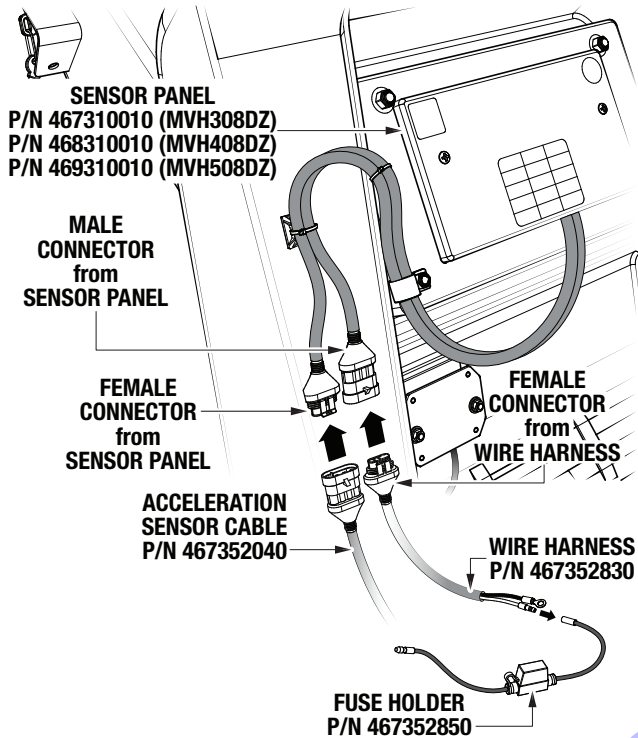 SENSOR PANEL
P/N 467310010 (MVH308DZ)
P/N 468310010 (MVH408DZ)
P/N 469310010 (MVH508DZ)
MALE
CONNECTOR
from
SENSOR PANEL
FEMALE
CONNECTOR
from
SENSOR PANEL
FEMALE
CONNECTOR
from
WIRE HARNESS
ACCELERATION
SENSOR CABLE
P/N 467352040
WIRE HARNESS
P/N 467352830
FUSE HOLDER
P/N 467352850